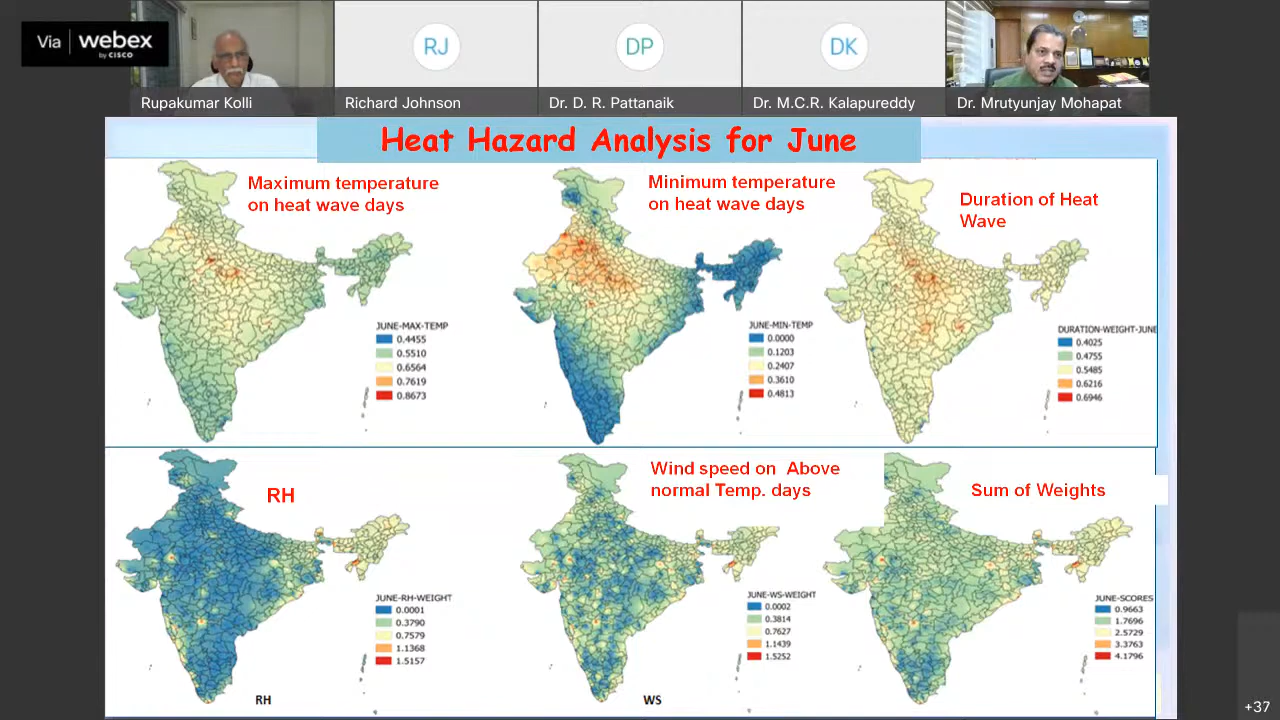 Via webex
by CISCO
RJ
DP
DK
Rupakumar Kolli
Richard Johnson
Dr. D. R. Pattanaik
Dr. M.C.R. Kalapureddy
Dr. Mrutyunjay Mohapat
Heat Hazard Analysis for June
Maximum temperature
on heat wave days
JUNE-MAX-TEMP
0.4455
0.5510
0.6564
0.7619
0.8673
Minimum temperature
on heat wave days
JUNE-MIN-TEMP
0.0000
0.1203
0.2407
0.3610
0.4813
Duration of Heat
Wave
DURATION-WEIGHT-JUNE
0.4025
0.4755
0.5485
0.6216
0.6946
RH
JUNE-RH-WEIGHT
0.0001
0.3790
0.7579
1.1368
1.5157
RH
Wind speed on Above
normal Temp. days
JUNE-WS-WEIGHT
0.0002
0.3814
0.7627
1.1439
1.5252
WS
Sum of Weights
JUNE-SCORES
0.9663
1.7696
2.5729
3.3763
4.1796
+37